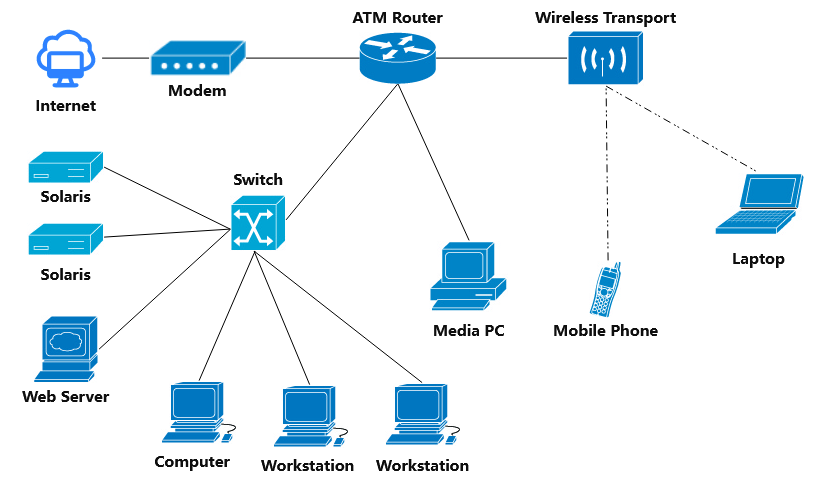 ATM Router
Wireless Transport
Internet
Modem
Solaris
Switch
Solaris
Laptop
Media PC
Mobile Phone
Web Server
Computer
Workstation
Workstation